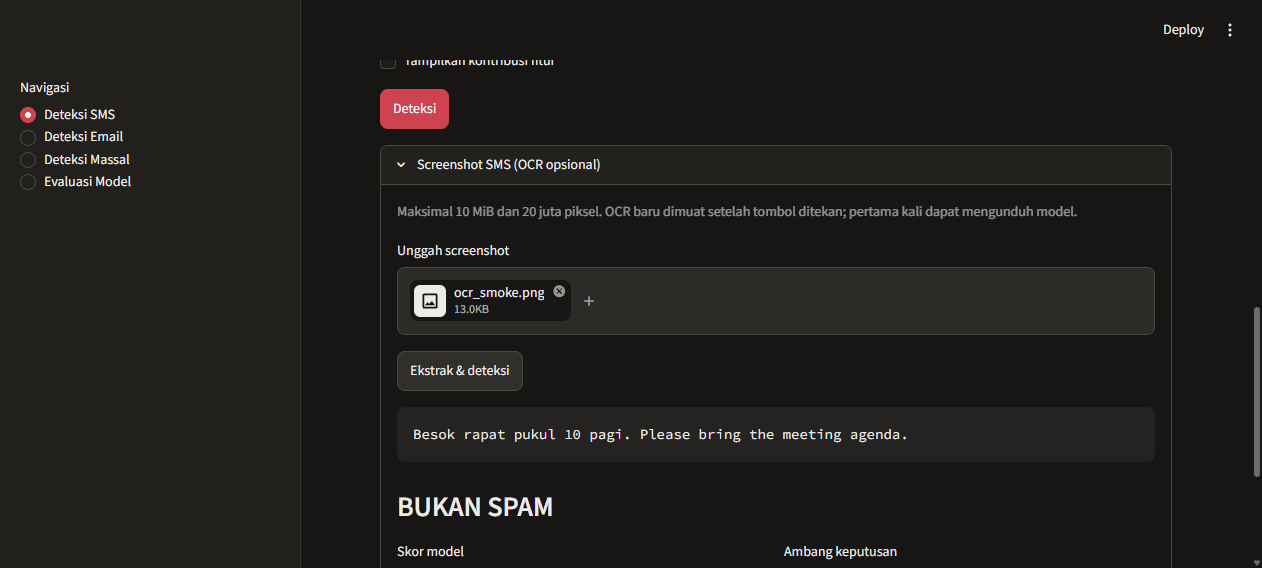 Deploy
Navigasi
Deteksi SMS
Deteksi Email
Deteksi Massal
Evaluasi Model
Tampilkan kontribusi fitur
Deteksi
Screenshot SMS (OCR opsional)
Maksimal 10 MiB dan 20 juta piksel. OCR baru dimuat setelah tombol ditekan; pertama kali dapat mengunduh model.
Unggah screenshot
ocr_smoke.png
13.0KB
Ekstrak & deteksi
Besok rapat pukul 10 pagi. Please bring the meeting agenda.
BUKAN SPAM
Skor model
Ambang keputusan